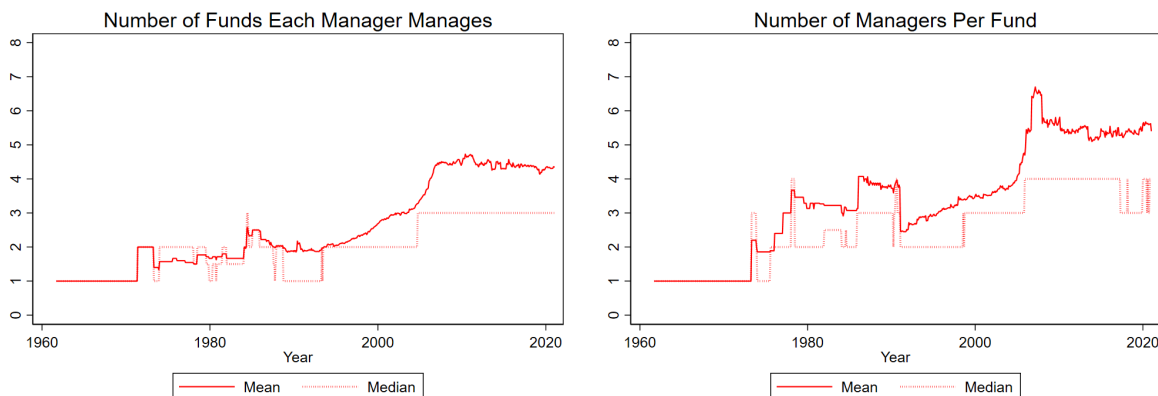 Number of Funds Each Manager Manages
8
7
6
5
4
3
2
1
0
1960 1980 2000 2020
Year
Mean Median
Number of Managers Per Fund
8
7
6
5
4
3
2
1
0
1960 1980 2000 2020
Year
Mean Median